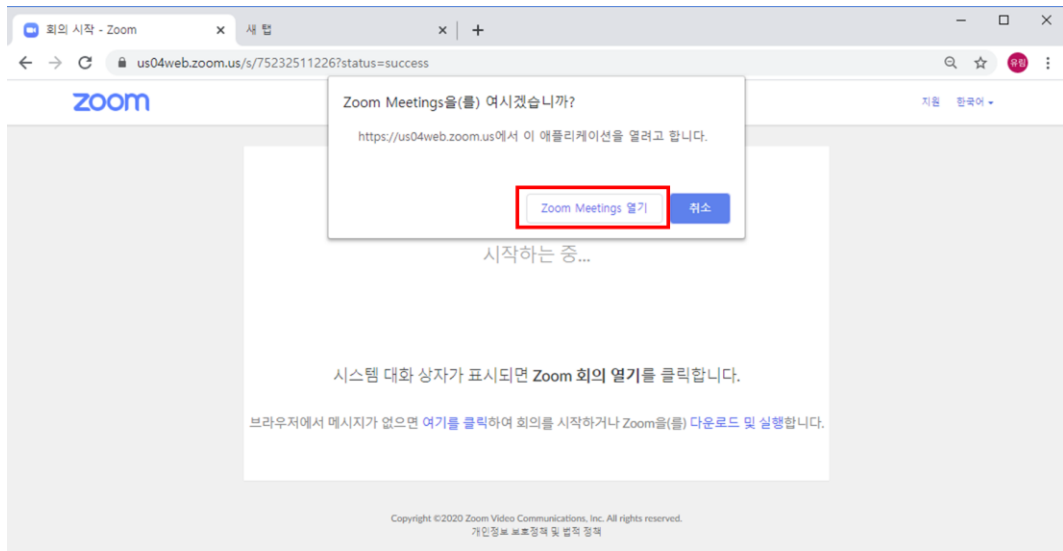 회의 시작 - Zoom
새 탭
us04web.zoom.us/s/75232511226?status=success
유림
zoom
지원 한국어
Zoom Meetings을(를) 여시겠습니까?
https://us04web.zoom.us에서 이 애플리케이션을 열려고 합니다.
Zoom Meetings 열기
취소
시작하는 중...
시스템 대화 상자가 표시되면 Zoom 회의 열기를 클릭합니다.
브라우저에서 메시지가 없으면 여기를 클릭하여 회의를 시작하거나 Zoom을(를) 다운로드 및 실행합니다.
Copyright ©2020 Zoom Video Communications, Inc. All rights reserved.
개인정보 보호정책 및 법적 정책